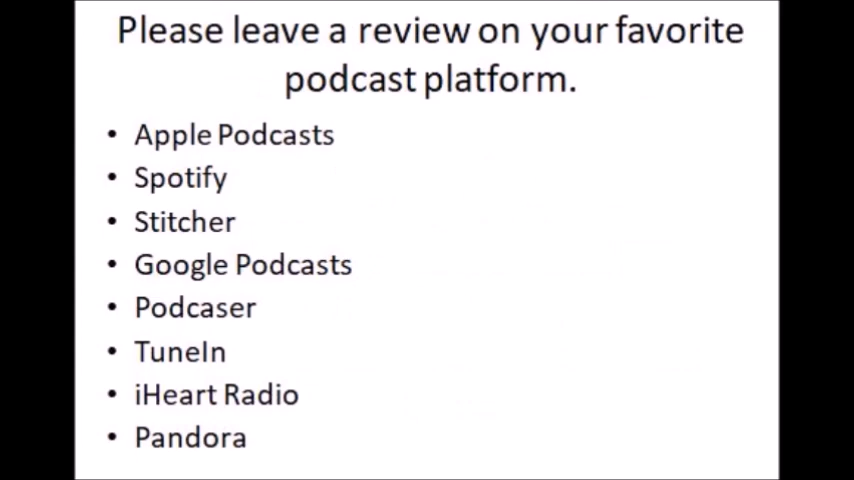 Please leave a review on your favorite
podcast platform.
• Apple Podcasts
• Spotify
• Stitcher
• Google Podcasts
• Podcaser
• TuneIn
• iHeart Radio
• Pandora